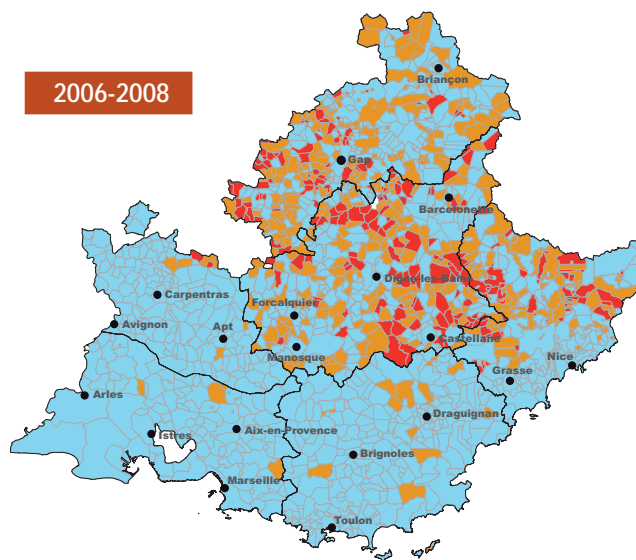 2006-2008
Briançon
Gap
Barcelonette
Digne-les-Bains
Carpentras
Forcalquier
Avignon
Apt
Castellane
Manosque
Nice
Grasse
Arles
Draguignan
Istres
Aix-en-Provence
Brignoles
Marseille
Toulon